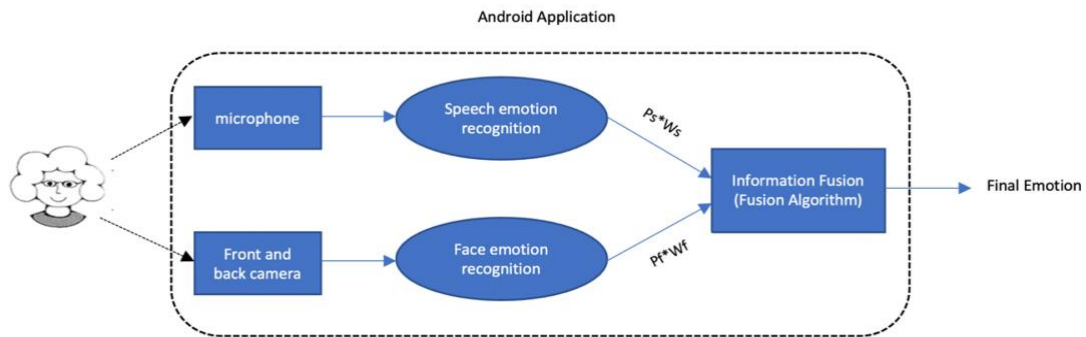 Android Application
microphone
Speech emotion
recognition
Ps*Ws
Information Fusion
(Fusion Algorithm)
Final Emotion
Front and
back camera
Face emotion
recognition
Pf*Wf